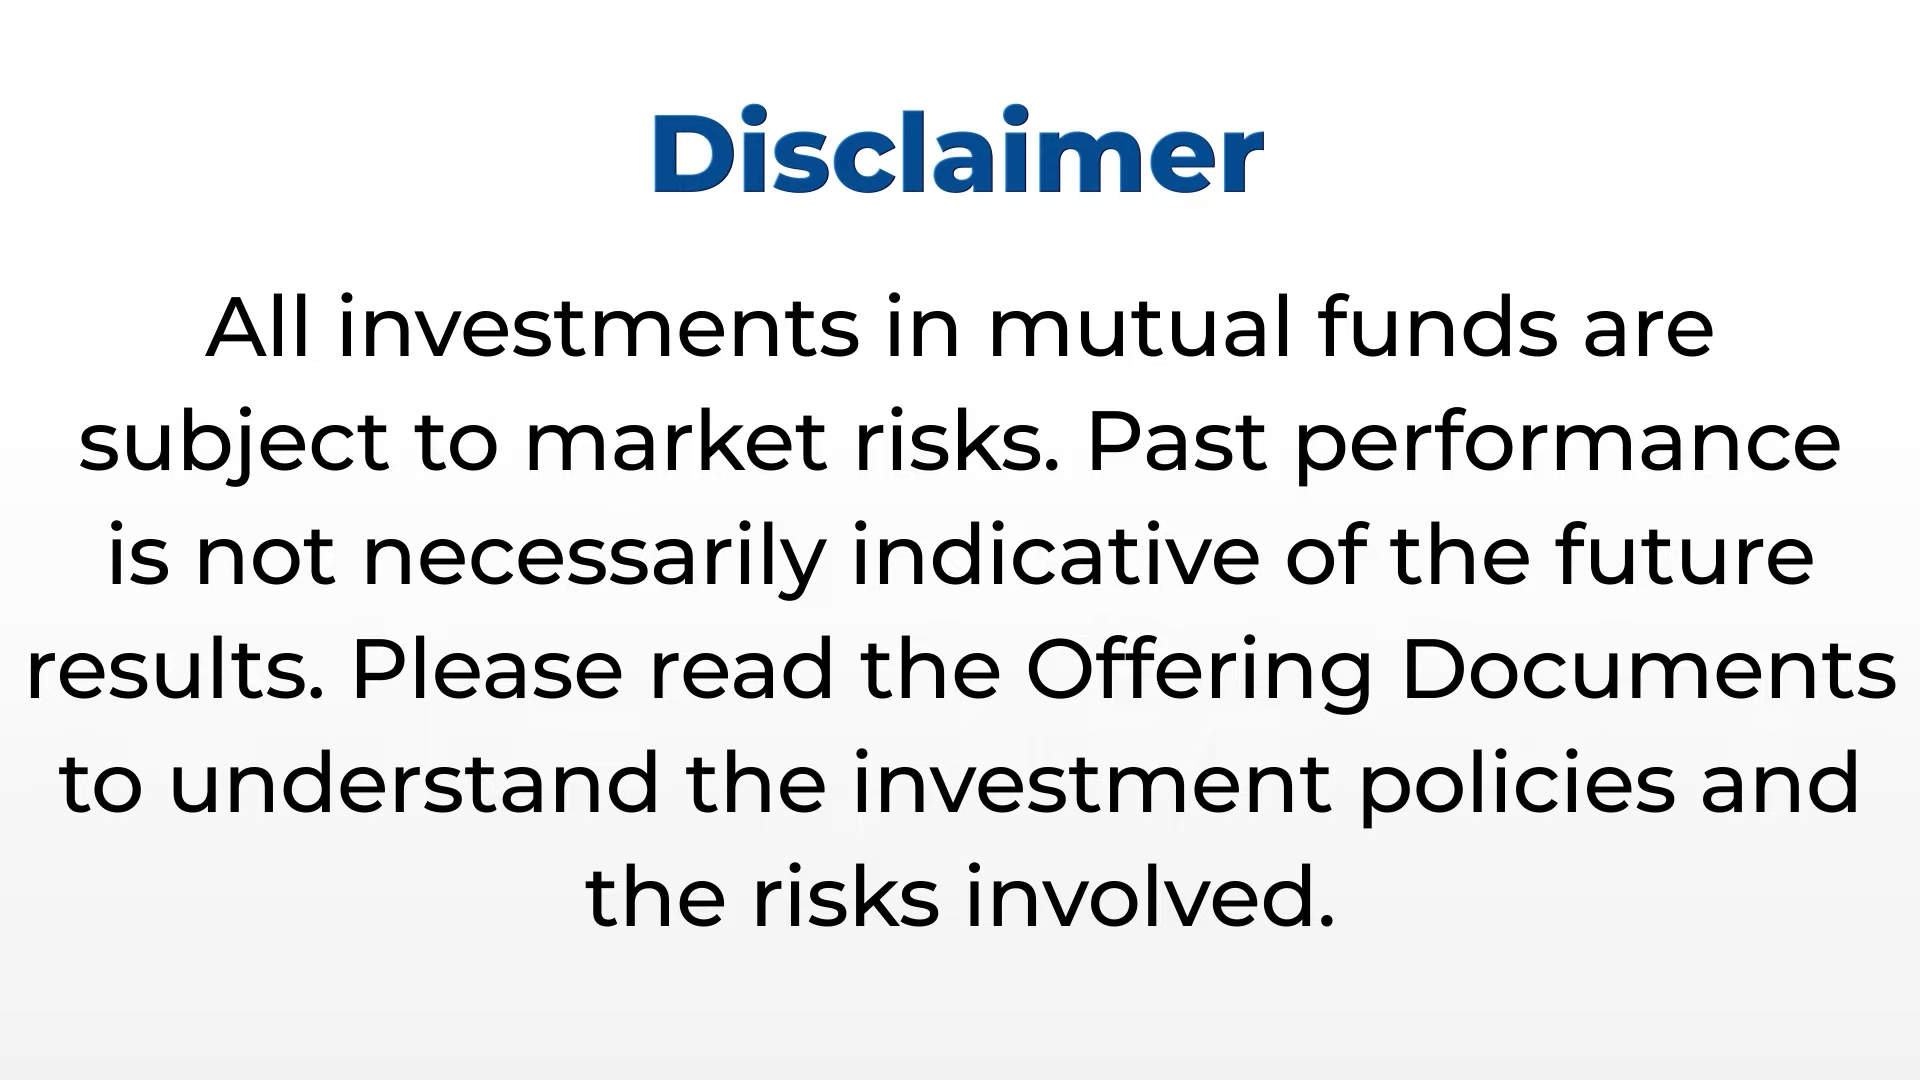 Disclaimer
All investments in mutual funds are
subject to market risks. Past performance
is not necessarily indicative of the future
results. Please read the Offering Documents
to understand the investment policies and
the risks involved.